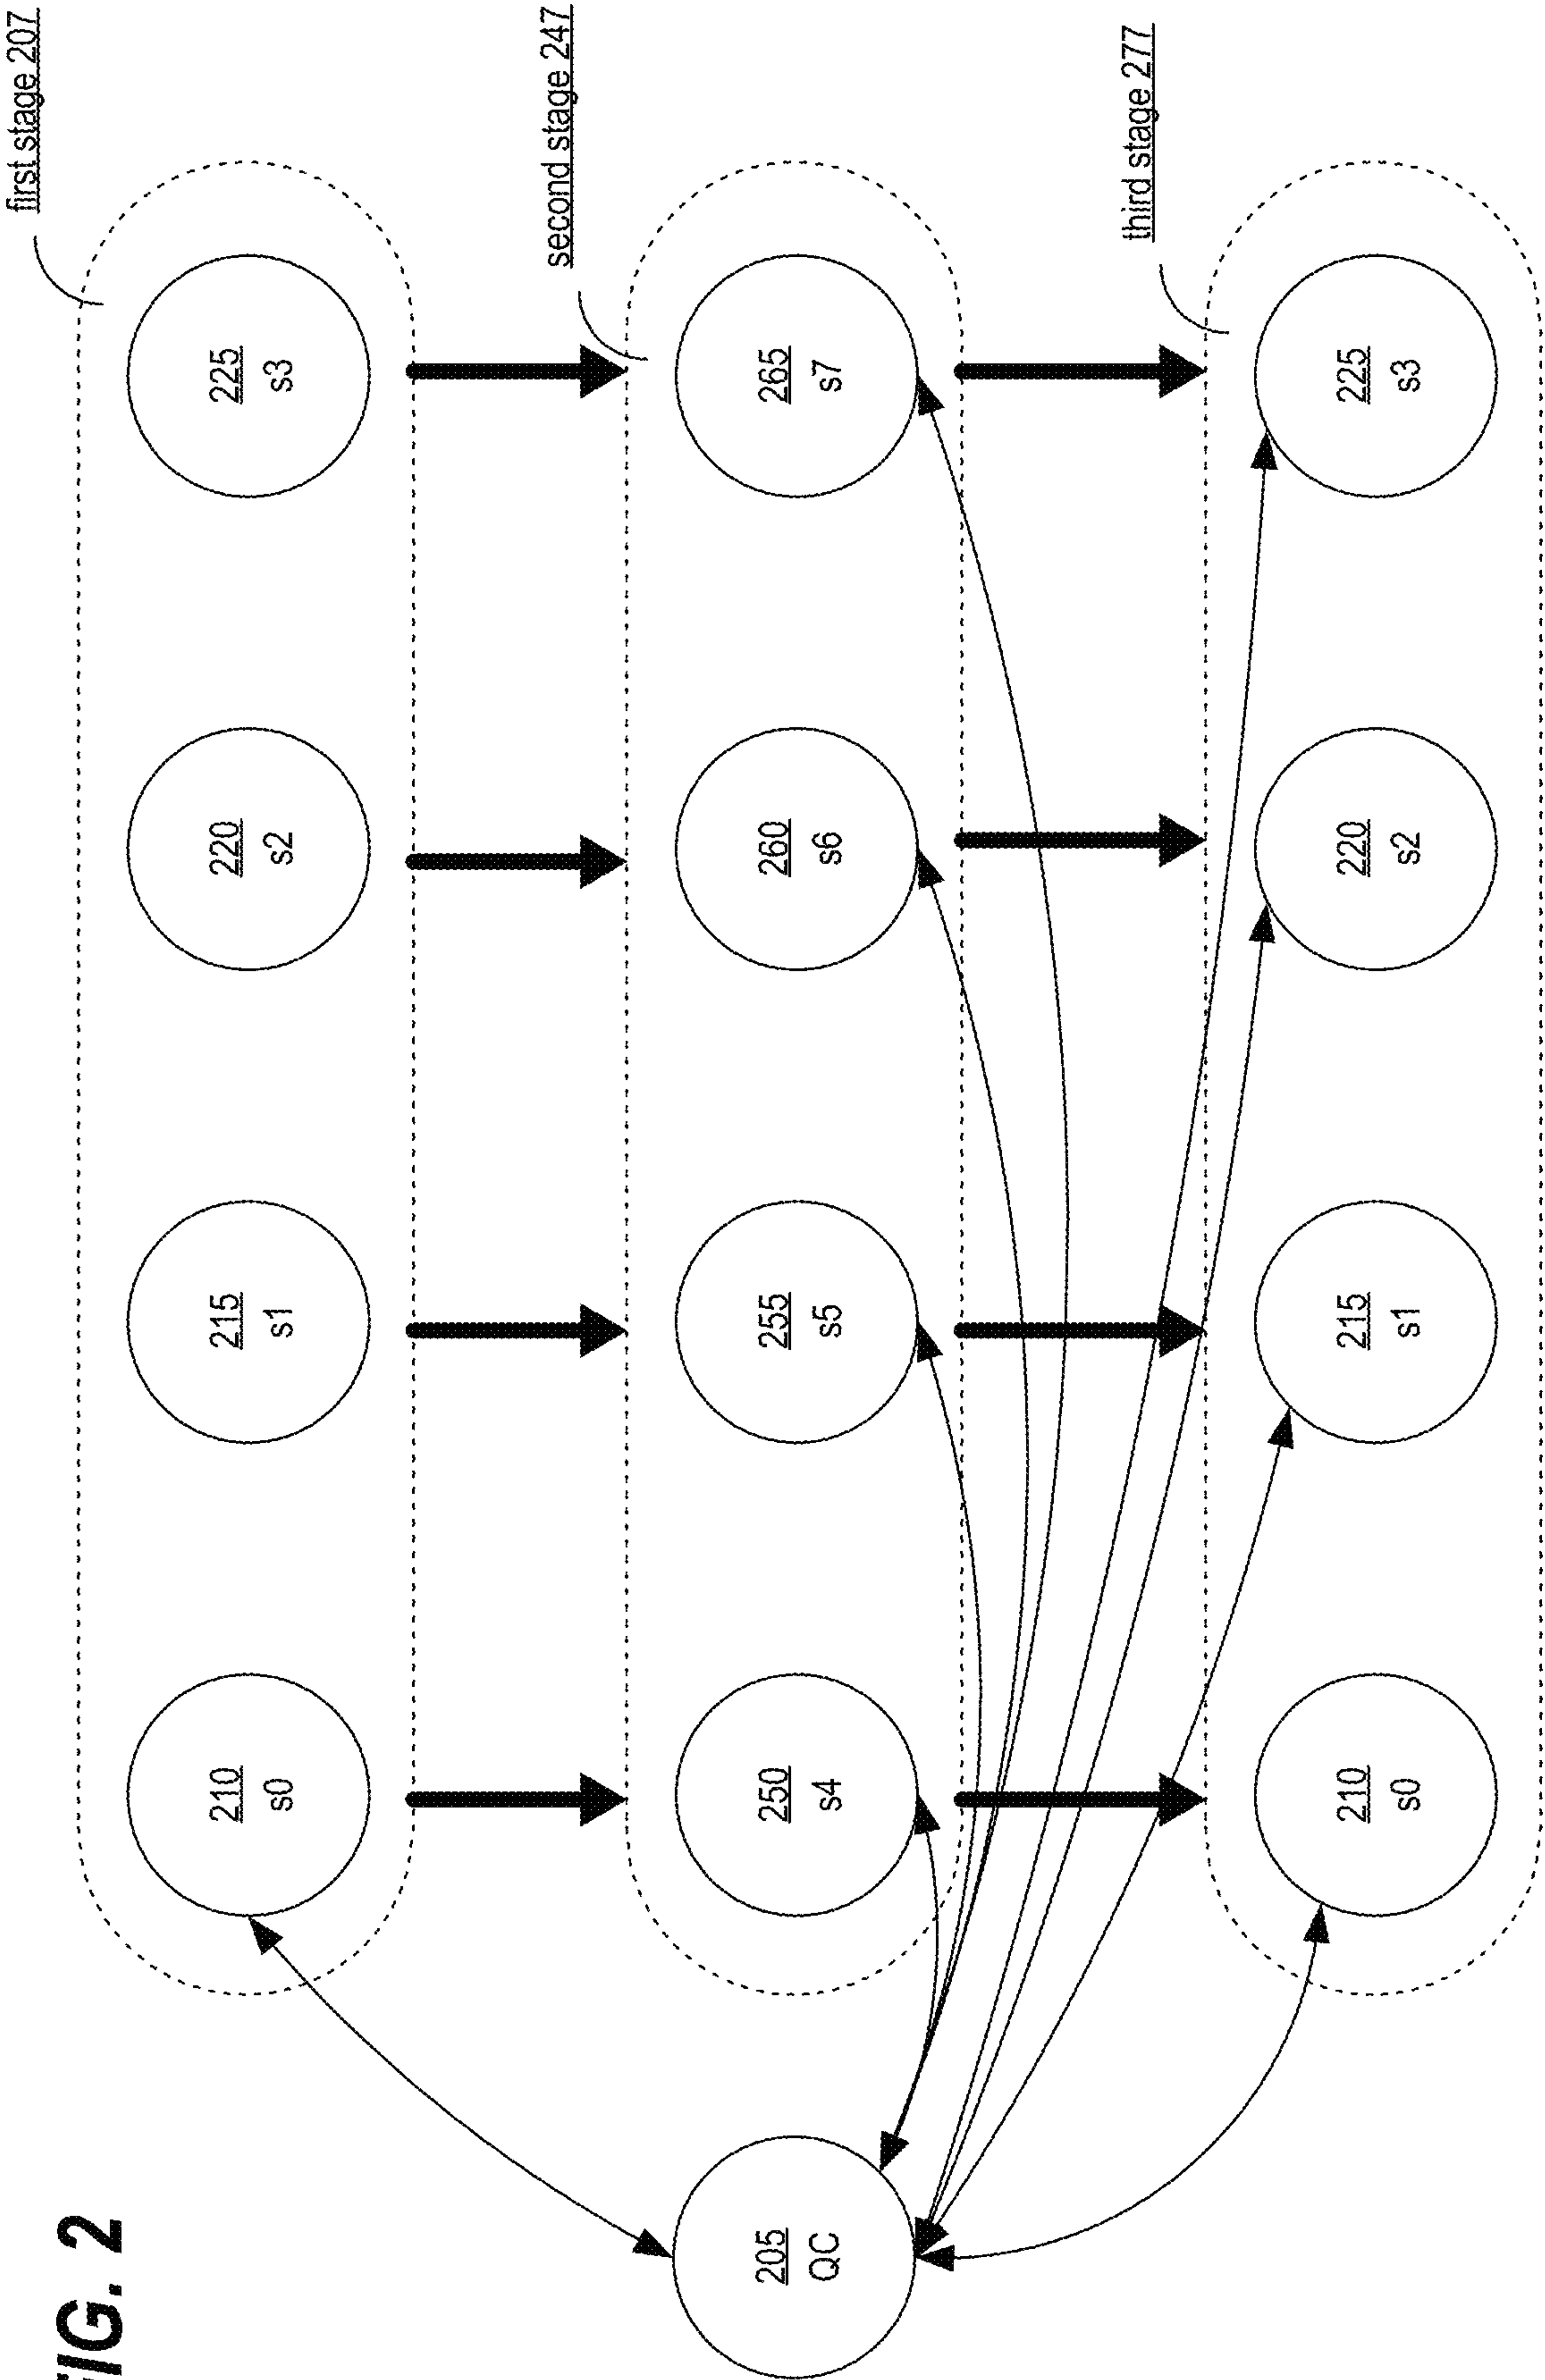 first stage 207
FIG. 2
210
215
220
225
s0
s1
s2
s3
second stage 247
205
250
255
260
265
QC
s4
s5
s6
s7
third stage 277
210
215
220
225
s0
s1
s2
s3